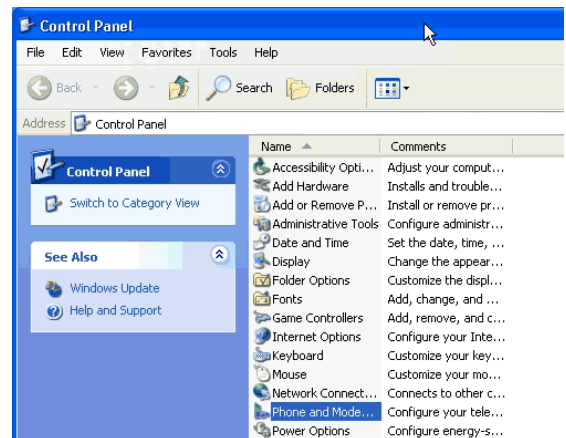 Control Panel
File Edit View Favorites Tools Help
Back Search Folders
Address Control Panel
Name Comments
Control Panel
Switch to Category View
See Also
Windows Update
Help and Support
Accessibility Opti... Adjust your comput...
Add Hardware Installs and trouble...
Add or Remove P... Install or remove pr...
Administrative Tools Configure administr...
Date and Time Set the date, time, ...
Display Change the appear...
Folder Options Customize the displ...
Fonts Add, change, and ...
Game Controllers Add, remove, and c...
Internet Options Configure your Inte...
Keyboard Customize your key...
Mouse Customize your mo...
Network Connect... Connects to other c...
Phone and Mode... Configure your tele...
Power Options Configure energy-s...